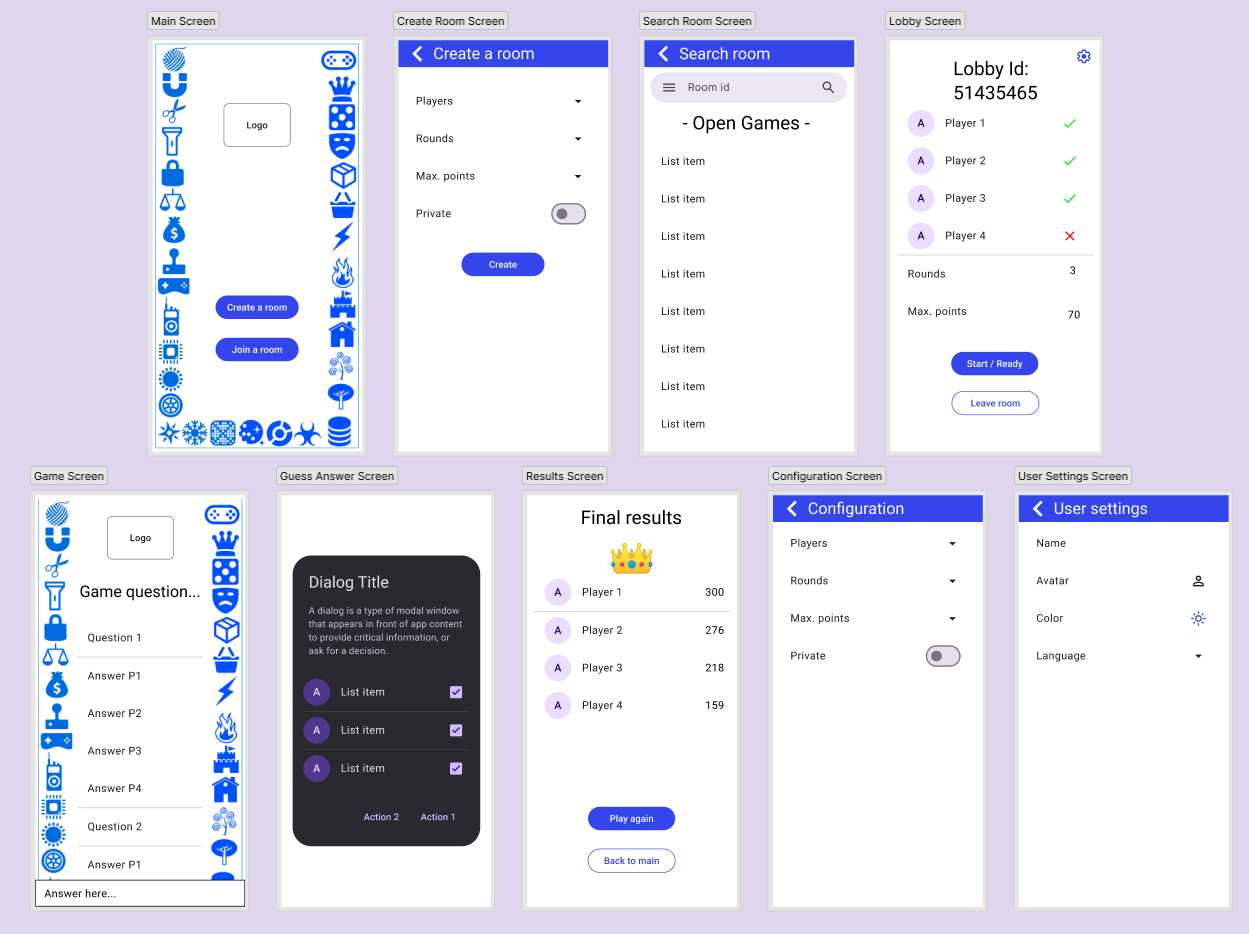 Main Screen
Logo
Create a room
Join a room
Create Room Screen
Create a room
Players
Rounds
Max. points
Private
Create
Search Room Screen
Search room
Room id
- Open Games -
List item
List item
List item
List item
List item
List item
List item
List item
Lobby Screen
Lobby Id:
51435465
A Player 1
A Player 2
A Player 3
A Player 4
Rounds 3
Max. points 70
Start / Ready
Leave room
Game Screen
Logo
Game question...
Question 1
Answer P1
Answer P2
Answer P3
Answer P4
Question 2
Answer P1
Answer here...
Guess Answer Screen
Dialog Title
A dialog is a type of modal window
that appears in front of app content
to provide critical information, or
ask for a decision.
A List item
A List item
A List item
Action 2 Action 1
Results Screen
Final results
A Player 1 300
A Player 2 276
A Player 3 218
A Player 4 159
Play again
Back to main
Configuration Screen
Configuration
Players
Rounds
Max. points
Private
User Settings Screen
User settings
Name
Avatar
Color
Language